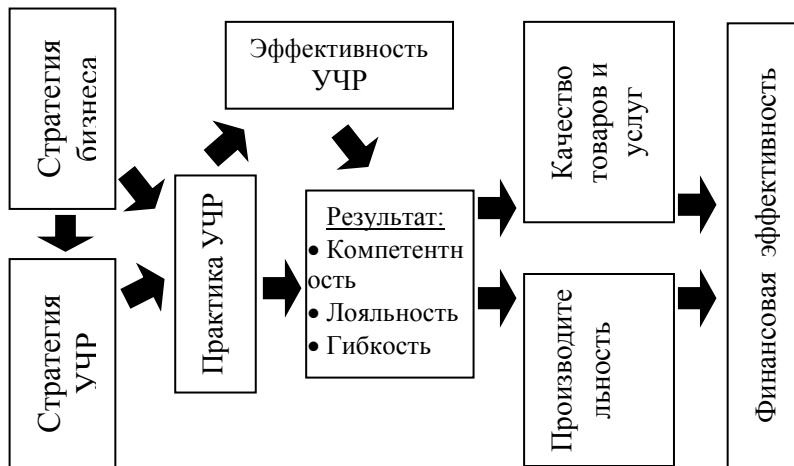 Стратегия
бизнеса
Стратегия
УЧР
Практика УЧР
Эффективность
УЧР
Результат:
• Компетентн
ость
• Лояльность
• Гибкость
Качество
товаров и
услуг
Производите
льность
Финансовая эффективность